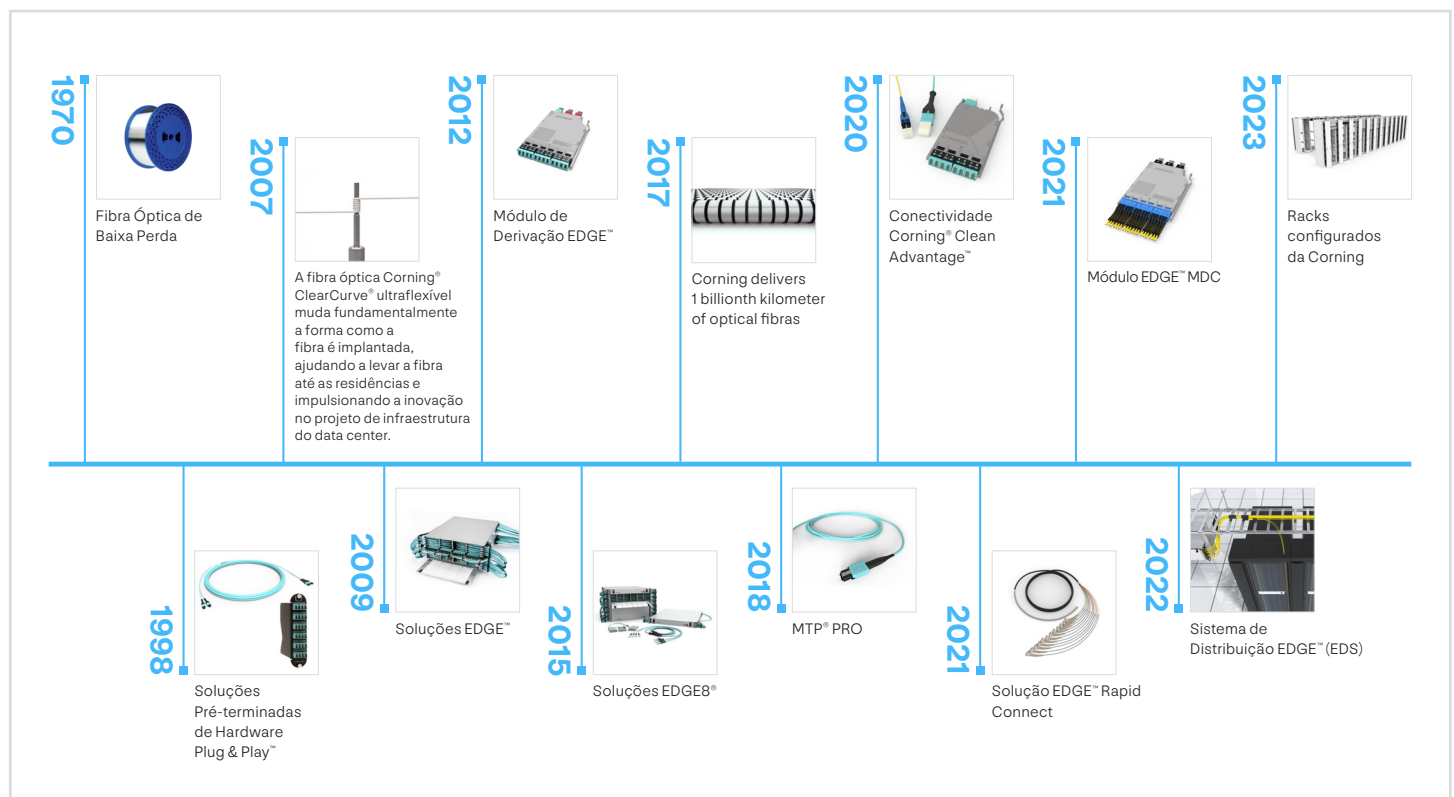 1970
Fibra Óptica de
Baixa Perda
1998
Soluções
Pré-terminadas
de Hardware
Plug & Play™
2007
A fibra óptica Corning®
ClearCurve® ultraflexível
muda fundamentalmente
a forma como a
fibra é implantada,
ajudando a levar a fibra
até as residências e
impulsionando a inovação
no projeto de infraestrutura
do data center.
2009
Soluções EDGE™
2012
Módulo de
Derivação EDGE™
2015
Soluções EDGE8®
2017
Corning delivers
1 billionth kilometer
of optical fibras
2018
MTP® PRO
2020
Conectividade
Corning® Clean
Advantage™
2021
Solução EDGE™ Rapid
Connect
2021
Módulo EDGE™ MDC
2022
Sistema de
Distribuição EDGE™ (EDS)
2023
Racks
configurados
da Corning